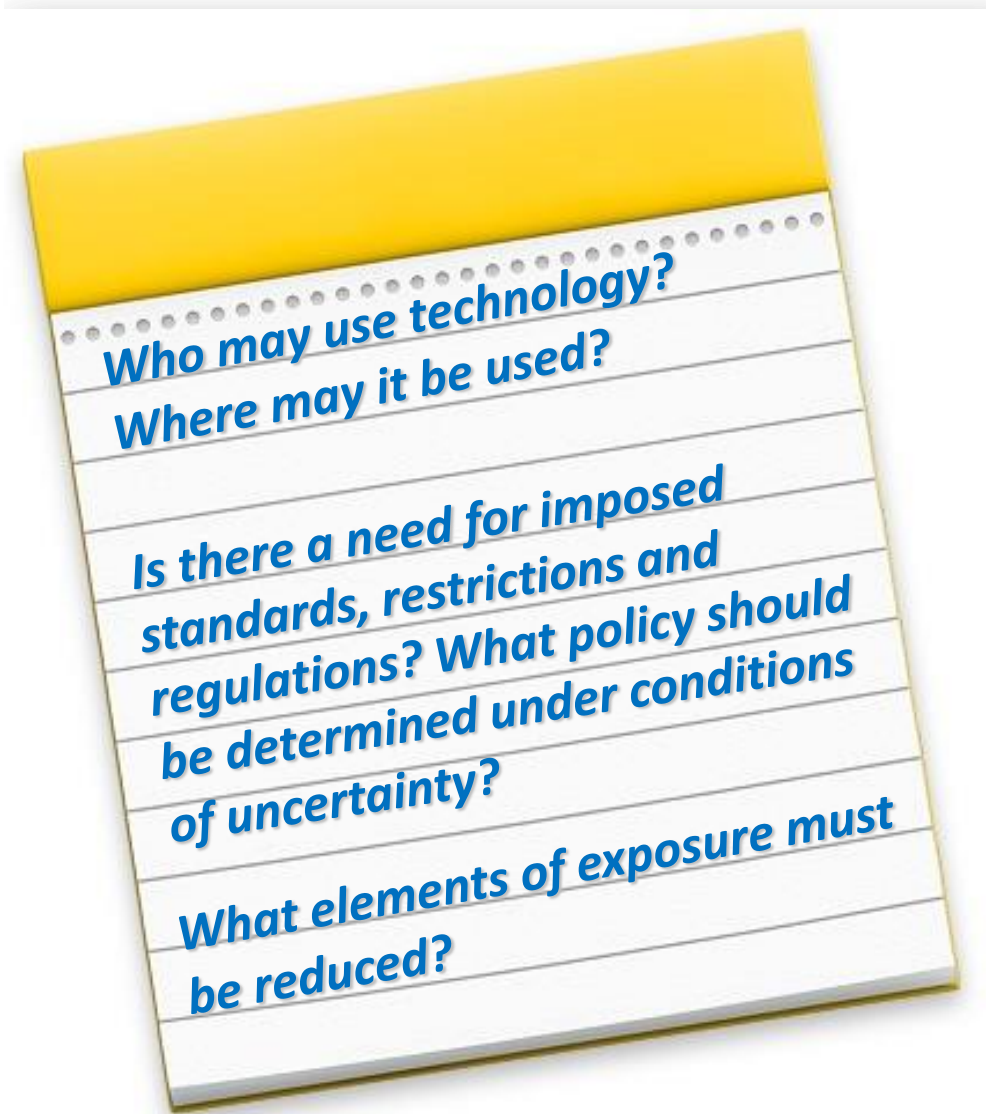 Who may use technology?
Where may it be used?
Is there a need for imposed
standards, restrictions and
regulations? What policy should
be determined under conditions
of uncertainty?
What elements of exposure must
be reduced?